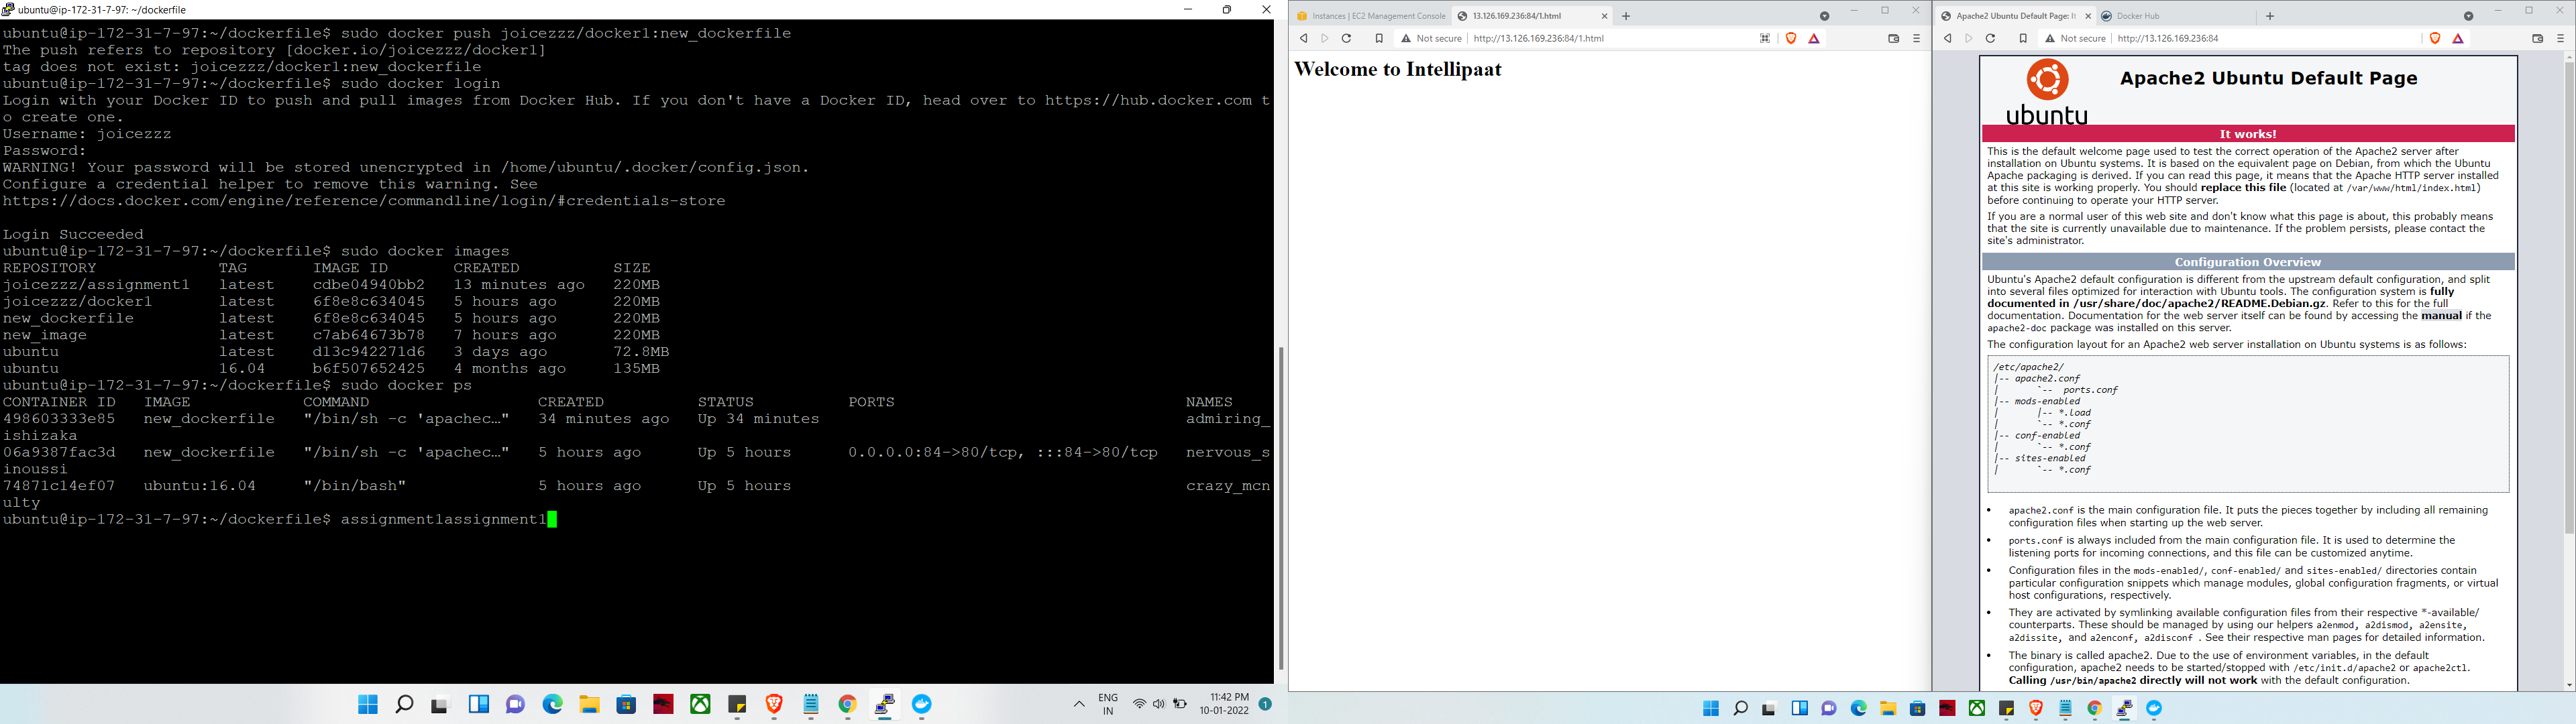 ubuntu@ip-172-31-7-97: ~/dockerfile
ubuntu@ip-172-31-7-97:~/dockerfile$ sudo docker push joicezzz/docker1:new_dockerfile
The push refers to repository [docker.io/joicezzz/docker1]
tag does not exist: joicezzz/docker1:new_dockerfile
ubuntu@ip-172-31-7-97:~/dockerfile$ sudo docker login
Login with your Docker ID to push and pull images from Docker Hub. If you don't have a Docker ID, head over to https://hub.docker.com t
o create one.
Username: joicezzz
Password:
WARNING! Your password will be stored unencrypted in /home/ubuntu/.docker/config.json.
Configure a credential helper to remove this warning. See
https://docs.docker.com/engine/reference/commandline/login/#credentials-store
Login Succeeded
ubuntu@ip-172-31-7-97:~/dockerfile$ sudo docker images
REPOSITORY TAG IMAGE ID CREATED SIZE
joicezzz/assignment1 latest cdbe04940bb2 13 minutes ago 220MB
joicezzz/docker1 latest 6f8e8c634045 5 hours ago 220MB
new_dockerfile latest 6f8e8c634045 5 hours ago 220MB
new_image latest c7ab64673b78 7 hours ago 220MB
ubuntu latest d13c942271d6 3 days ago 72.8MB
ubuntu 16.04 b6f507652425 4 months ago 135MB
ubuntu@ip-172-31-7-97:~/dockerfile$ sudo docker ps
CONTAINER ID IMAGE COMMAND CREATED STATUS PORTS NAMES
498603333e85 new_dockerfile "/bin/sh -c 'apachec…" 34 minutes ago Up 34 minutes admiring_
ishizaka
06a9387fac3d new_dockerfile "/bin/sh -c 'apachec…" 5 hours ago Up 5 hours 0.0.0.0:84->80/tcp, :::84->80/tcp nervous_s
inoussi
74871c14ef07 ubuntu:16.04 "/bin/bash" 5 hours ago Up 5 hours crazy_mcn
ulty
ubuntu@ip-172-31-7-97:~/dockerfile$ assignment1assignment1
ENG
IN
11:42 PM
10-01-2022
1
Instances | EC2 Management Console
13.126.169.236:84/1.html
Not secure
http://13.126.169.236:84/1.html
Welcome to Intellipaat
Apache2 Ubuntu Default Page: It
Docker Hub
Not secure
http://13.126.169.236:84
ubuntu
Apache2 Ubuntu Default Page
It works!
This is the default welcome page used to test the correct operation of the Apache2 server after
installation on Ubuntu systems. It is based on the equivalent page on Debian, from which the Ubuntu
Apache packaging is derived. If you can read this page, it means that the Apache HTTP server installed
at this site is working properly. You should replace this file (located at /var/www/html/index.html)
before continuing to operate your HTTP server.
If you are a normal user of this web site and don't know what this page is about, this probably means
that the site is currently unavailable due to maintenance. If the problem persists, please contact the
site's administrator.
Configuration Overview
Ubuntu's Apache2 default configuration is different from the upstream default configuration, and split
into several files optimized for interaction with Ubuntu tools. The configuration system is fully
documented in /usr/share/doc/apache2/README.Debian.gz. Refer to this for the full
documentation. Documentation for the web server itself can be found by accessing the manual if the
apache2-doc package was installed on this server.
The configuration layout for an Apache2 web server installation on Ubuntu systems is as follows:
/etc/apache2/
|-- apache2.conf
| `-- ports.conf
|-- mods-enabled
| |-- *.load
| `-- *.conf
|-- conf-enabled
| `-- *.conf
|-- sites-enabled
| `-- *.conf
• apache2.conf is the main configuration file. It puts the pieces together by including all remaining
configuration files when starting up the web server.
• ports.conf is always included from the main configuration file. It is used to determine the
listening ports for incoming connections, and this file can be customized anytime.
• Configuration files in the mods-enabled/, conf-enabled/ and sites-enabled/ directories contain
particular configuration snippets which manage modules, global configuration fragments, or virtual
host configurations, respectively.
• They are activated by symlinking available configuration files from their respective *-available/
counterparts. These should be managed by using our helpers a2enmod, a2dismod, a2ensite,
a2dissite, and a2enconf, a2disconf . See their respective man pages for detailed information.
• The binary is called apache2. Due to the use of environment variables, in the default
configuration, apache2 needs to be started/stopped with /etc/init.d/apache2 or apache2ctl.
Calling /usr/bin/apache2 directly will not work with the default configuration.